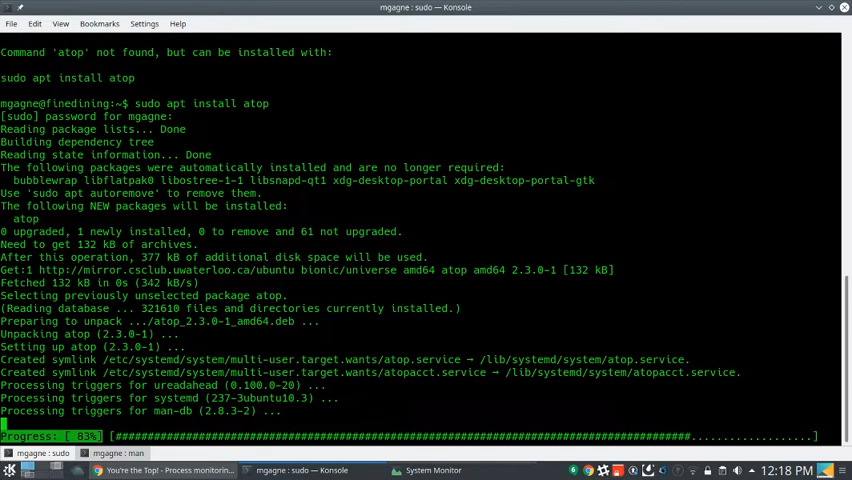 mgagne : sudo — Konsole
File Edit View Bookmarks Settings Help
Command 'atop' not found, but can be installed with:
sudo apt install atop
mgagne@finedining:~$ sudo apt install atop
[sudo] password for mgagne:
Reading package lists... Done
Building dependency tree
Reading state information... Done
The following packages were automatically installed and are no longer required:
bubblewrap libflatpak0 libostree-1-1 libsnapd-qt1 xdg-desktop-portal xdg-desktop-portal-gtk
Use 'sudo apt autoremove' to remove them.
The following NEW packages will be installed:
atop
0 upgraded, 1 newly installed, 0 to remove and 61 not upgraded.
Need to get 132 kB of archives.
After this operation, 377 kB of additional disk space will be used.
Get:1 http://mirror.csclub.uwaterloo.ca/ubuntu bionic/universe amd64 atop amd64 2.3.0-1 [132 kB]
Fetched 132 kB in 0s (342 kB/s)
Selecting previously unselected package atop.
(Reading database ... 321610 files and directories currently installed.)
Preparing to unpack .../atop_2.3.0-1_amd64.deb ...
Unpacking atop (2.3.0-1) ...
Setting up atop (2.3.0-1) ...
Created symlink /etc/systemd/system/multi-user.target.wants/atop.service → /lib/systemd/system/atop.service.
Created symlink /etc/systemd/system/multi-user.target.wants/atopacct.service → /lib/systemd/system/atopacct.service.
Processing triggers for ureadahead (0.100.0-20) ...
Processing triggers for systemd (237-3ubuntu10.3) ...
Processing triggers for man-db (2.8.3-2) ...
Progress: [ 83%] [##########################################################################................]
mgagne : sudo mgagne : man
You're the Top! - Process monitorin... mgagne : sudo — Konsole System Monitor 6 12:18 PM